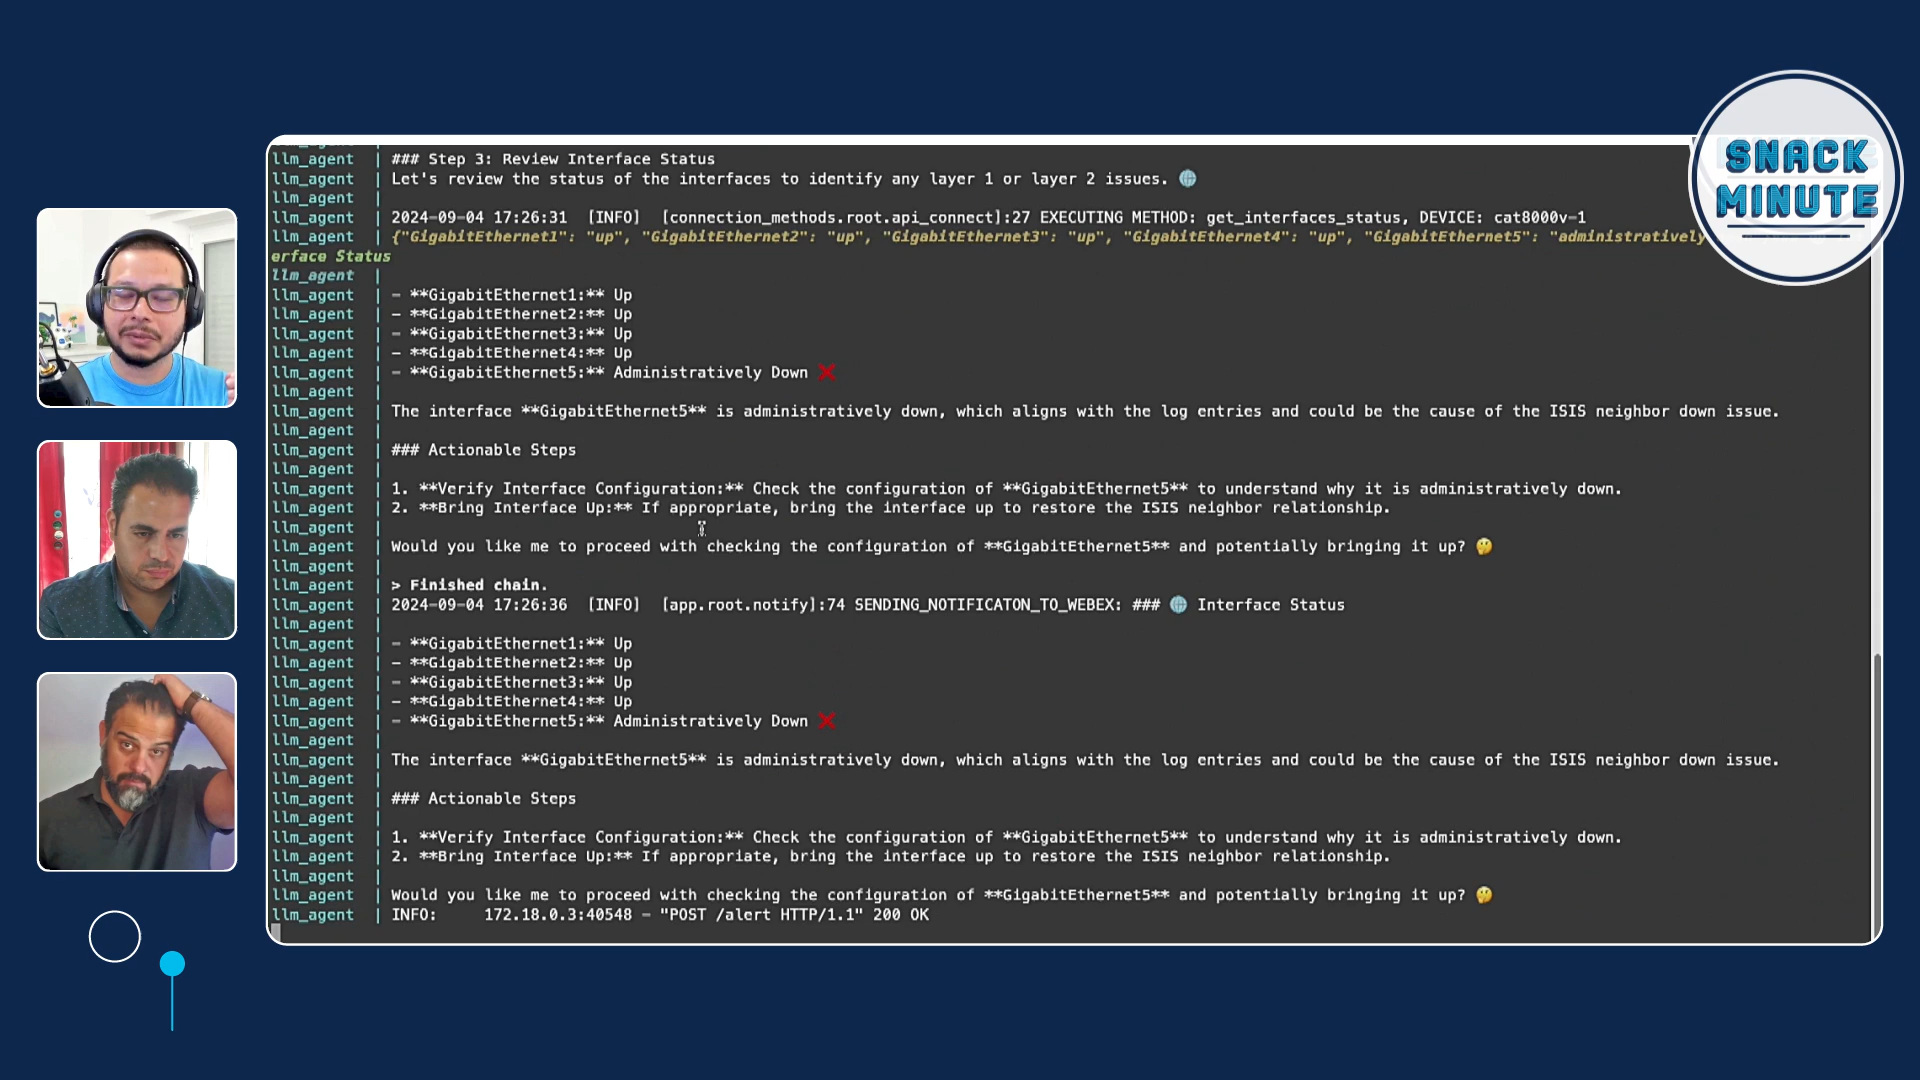 SNACK
MINUTE
llm_agent | ### Step 3: Review Interface Status
llm_agent | Let's review the status of the interfaces to identify any layer 1 or layer 2 issues. 🌐
llm_agent |
llm_agent | 2024-09-04 17:26:31 [INFO] [connection_methods.root.api_connect]:27 EXECUTING METHOD: get_interfaces_status, DEVICE: cat8000v-1
llm_agent | {"GigabitEthernet1": "up", "GigabitEthernet2": "up", "GigabitEthernet3": "up", "GigabitEthernet4": "up", "GigabitEthernet5": "administratively
erface Status
llm_agent |
llm_agent | - **GigabitEthernet1:** Up
llm_agent | - **GigabitEthernet2:** Up
llm_agent | - **GigabitEthernet3:** Up
llm_agent | - **GigabitEthernet4:** Up
llm_agent | - **GigabitEthernet5:** Administratively Down ❌
llm_agent |
llm_agent | The interface **GigabitEthernet5** is administratively down, which aligns with the log entries and could be the cause of the ISIS neighbor down issue.
llm_agent |
llm_agent | ### Actionable Steps
llm_agent |
llm_agent | 1. **Verify Interface Configuration:** Check the configuration of **GigabitEthernet5** to understand why it is administratively down.
llm_agent | 2. **Bring Interface Up:** If appropriate, bring the interface up to restore the ISIS neighbor relationship.
llm_agent |
llm_agent | Would you like me to proceed with checking the configuration of **GigabitEthernet5** and potentially bringing it up? 🤔
llm_agent |
llm_agent | > Finished chain.
llm_agent | 2024-09-04 17:26:36 [INFO] [app.root.notify]:74 SENDING_NOTIFICATON_TO_WEBEX: ### 🌐 Interface Status
llm_agent |
llm_agent | - **GigabitEthernet1:** Up
llm_agent | - **GigabitEthernet2:** Up
llm_agent | - **GigabitEthernet3:** Up
llm_agent | - **GigabitEthernet4:** Up
llm_agent | - **GigabitEthernet5:** Administratively Down ❌
llm_agent |
llm_agent | The interface **GigabitEthernet5** is administratively down, which aligns with the log entries and could be the cause of the ISIS neighbor down issue.
llm_agent |
llm_agent | ### Actionable Steps
llm_agent |
llm_agent | 1. **Verify Interface Configuration:** Check the configuration of **GigabitEthernet5** to understand why it is administratively down.
llm_agent | 2. **Bring Interface Up:** If appropriate, bring the interface up to restore the ISIS neighbor relationship.
llm_agent |
llm_agent | Would you like me to proceed with checking the configuration of **GigabitEthernet5** and potentially bringing it up? 🤔
llm_agent | INFO: 172.18.0.3:40548 - "POST /alert HTTP/1.1" 200 OK